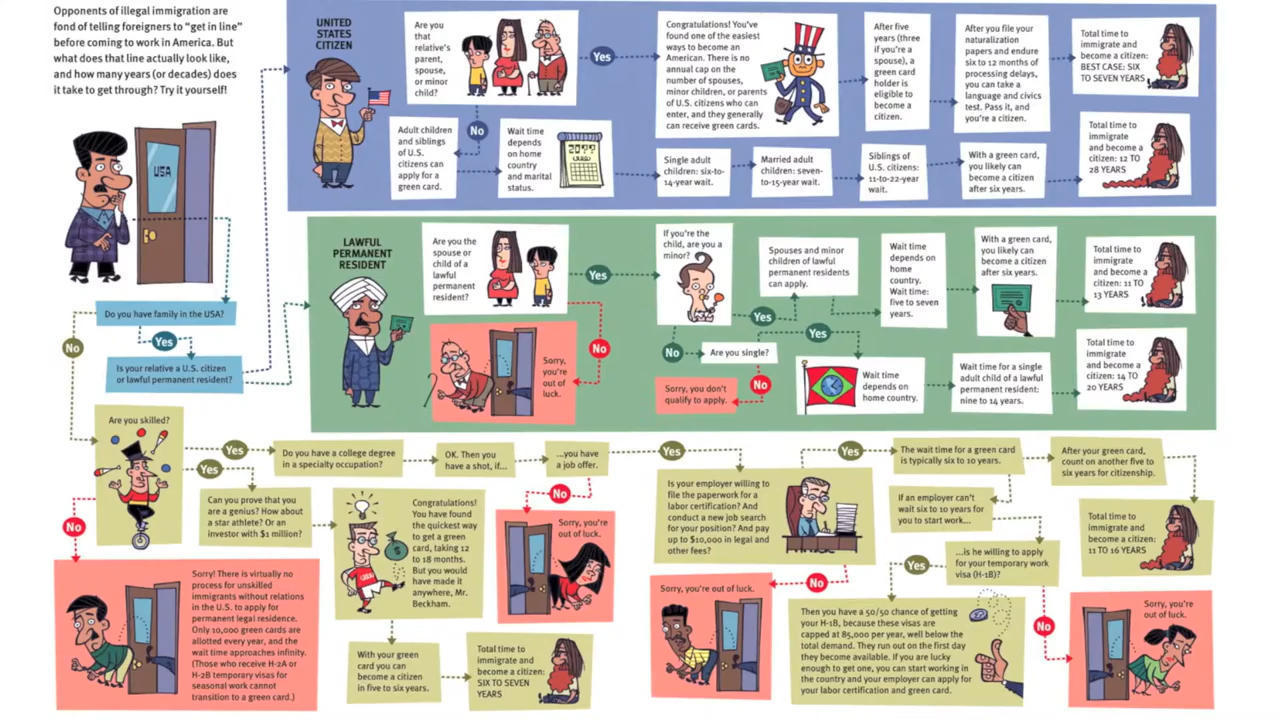 Opponents of illegal immigration are
fond of telling foreigners to “get in line”
before coming to work in America. But
what does that line actually look like,
and how many years (or decades) does
it take to get through? Try it yourself!
USA
Do you have family in the USA?
Yes
No
Is your relative a U.S. citizen
or lawful permanent resident?
UNITED
STATES
CITIZEN
Are you
that
relative's
parent,
spouse,
or minor
child?
Yes
Congratulations! You've
found one of the easiest
ways to become an
American. There is no
annual cap on the
number of spouses,
minor children, or parents
of U.S. citizens who can
enter, and they generally
can receive green cards.
After five
years (three
if you're a
spouse), a
green card
holder is
eligible to
become a
citizen.
After you file your
naturalization
papers and endure
six to 12 months of
processing delays,
you can take a
language and civics
test. Pass it, and
you're a citizen.
Total time to
immigrate and
become a citizen:
BEST CASE: SIX
TO SEVEN YEARS
No
Adult children
and siblings
of U.S.
citizens can
apply for a
green card.
Wait time
depends
on home
country
and marital
status.
20??
Single adult
children: six-to-
14-year wait.
Married adult
children: seven-
to-15-year wait.
Siblings of
U.S. citizens:
11-to-22-year
wait.
With a green card,
you likely can
become a citizen
after six years.
Total time to
immigrate and
become a
citizen: 12 TO
28 YEARS
LAWFUL
PERMANENT
RESIDENT
Are you the
spouse or
child of a
lawful
permanent
resident?
Yes
No
Sorry,
you're
out of
luck.
If you're the
child, are you a
minor?
Yes
Spouses and minor
children of lawful
permanent residents
can apply.
Wait time
depends on
home
country.
Wait time:
five to seven
years.
With a green card,
you likely can
become a citizen
after six years.
Total time to
immigrate
and become a
citizen: 11 TO
13 YEARS
No
Are you single?
Yes
No
Sorry, you don't
qualify to apply.
Wait time
depends on
home country.
Wait time for a single
adult child of a lawful
permanent resident:
nine to 14 years.
Total time to
immigrate
and become a
citizen: 14 TO
20 YEARS
Are you skilled?
Yes
Yes
No
Sorry! There is virtually no
process for unskilled
immigrants without relations
in the U.S. to apply for
permanent legal residence.
Only 10,000 green cards are
allotted every year, and the
wait time approaches infinity.
(Those who receive H-2A or
H-2B temporary visas for
seasonal work cannot
transition to a green card.)
Can you prove that you
are a genius? How about
a star athlete? Or an
investor with $1 million?
Congratulations!
You have found
the quickest way
to get a green
card, taking 12
to 18 months.
But you would
have made it
anywhere, Mr.
Beckham.
With your green
card you can
become a citizen
in five to six years.
Total time to
immigrate and
become a citizen:
SIX TO SEVEN
YEARS
Do you have a college degree
in a specialty occupation?
OK. Then you
have a shot, if...
...you have
a job offer.
No
Sorry, you're
out of luck.
Yes
Is your employer willing to
file the paperwork for a
labor certification? And
conduct a new job search
for your position? And pay
up to $10,000 in legal and
other fees?
No
Sorry, you're out of luck.
Yes
The wait time for a green card
is typically six to 10 years.
After your green card,
count on another five to
six years for citizenship.
Total time to
immigrate and
become a citizen:
11 TO 16 YEARS
If an employer can't
wait six to 10 years for
you to start work...
...is he willing to apply
for your temporary work
visa (H-1B)?
Yes
Then you have a 50/50 chance of getting
your H-1B, because these visas are
capped at 85,000 per year, well below the
total demand. They run out on the first day
they become available. If you are lucky
enough to get one, you can start working in
the country and your employer can apply for
your labor certification and green card.
No
Sorry, you're
out of luck.